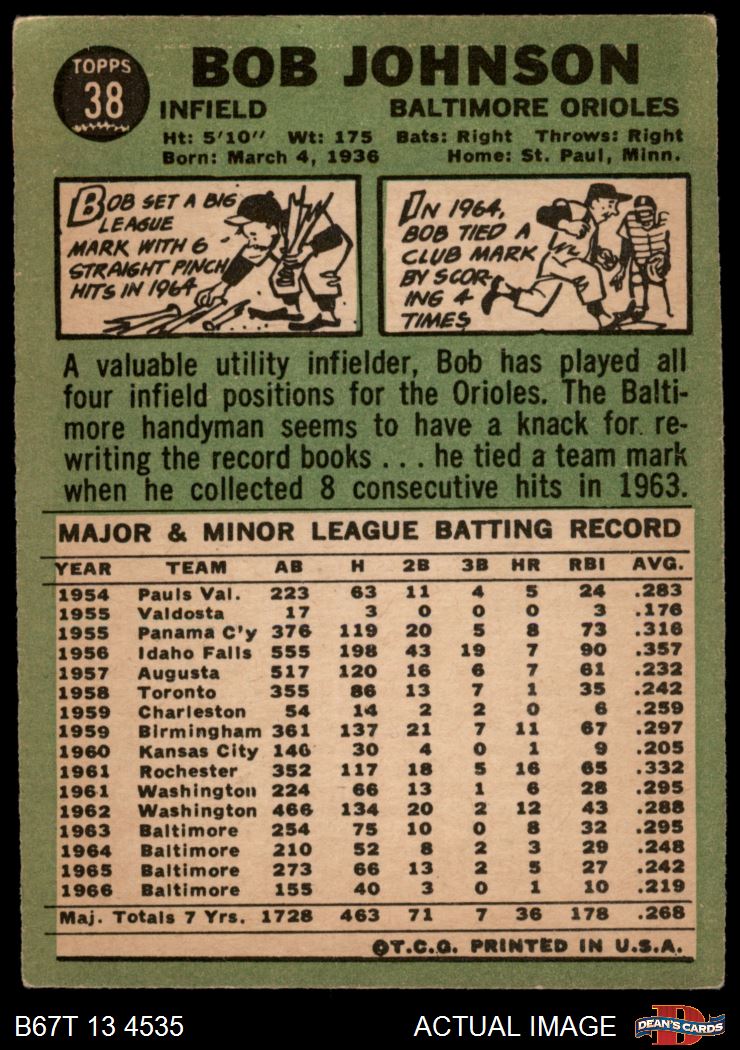 TOPPS
38
BOB JOHNSON
INFIELD BALTIMORE ORIOLES
Ht: 5'10" Wt: 175 Bats: Right Throws: Right
Born: March 4, 1936 Home: St. Paul, Minn.
BOB SET A BIG
LEAGUE
MARK WITH 6
STRAIGHT PINCH
HITS IN 1964
IN 1964,
BOB TIED A
CLUB MARK
BY SCOR-
ING 4
TIMES
A valuable utility infielder, Bob has played all
four infield positions for the Orioles. The Balti-
more handyman seems to have a knack for re-
writing the record books . . . he tied a team mark
when he collected 8 consecutive hits in 1963.
MAJOR & MINOR LEAGUE BATTING RECORD
YEAR TEAM AB H 2B 3B HR RBI AVG.
1954 Pauls Val. 223 63 11 4 5 24 .283
1955 Valdosta 17 3 0 0 0 3 .176
1955 Panama C'y 376 119 20 5 8 73 .316
1956 Idaho Falls 555 198 43 19 7 90 .357
1957 Augusta 517 120 16 6 7 61 .232
1958 Toronto 355 86 13 7 1 35 .242
1959 Charleston 54 14 2 2 0 6 .259
1959 Birmingham 361 137 21 7 11 67 .297
1960 Kansas City 146 30 4 0 1 9 .205
1961 Rochester 352 117 18 5 16 65 .332
1961 Washington 224 66 13 1 6 28 .295
1962 Washington 466 134 20 2 12 43 .288
1963 Baltimore 254 75 10 0 8 32 .295
1964 Baltimore 210 52 8 2 3 29 .248
1965 Baltimore 273 66 13 2 5 27 .242
1966 Baltimore 155 40 3 0 1 10 .219
Maj. Totals 7 Yrs. 1728 463 71 7 36 178 .268
©T.C.G. PRINTED IN U.S.A.
B67T 13 4535 ACTUAL IMAGE DEAN'S CARDS